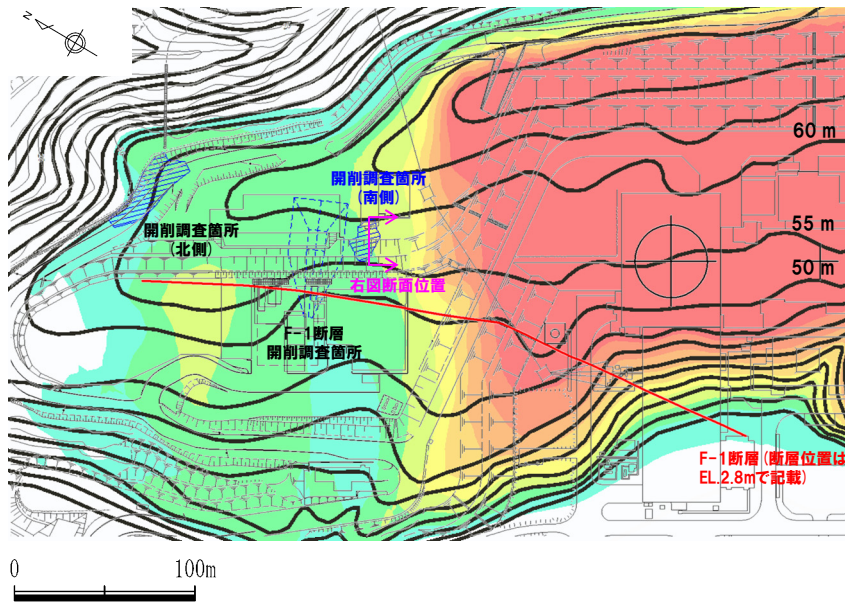 N
60 m
開削調査箇所
(南側)
開削調査箇所
(北側)
55 m
50 m
右図断面位置
F-1断層
開削調査箇所
F-1断層(断層位置は
EL.2.8mで記載)
0 100m